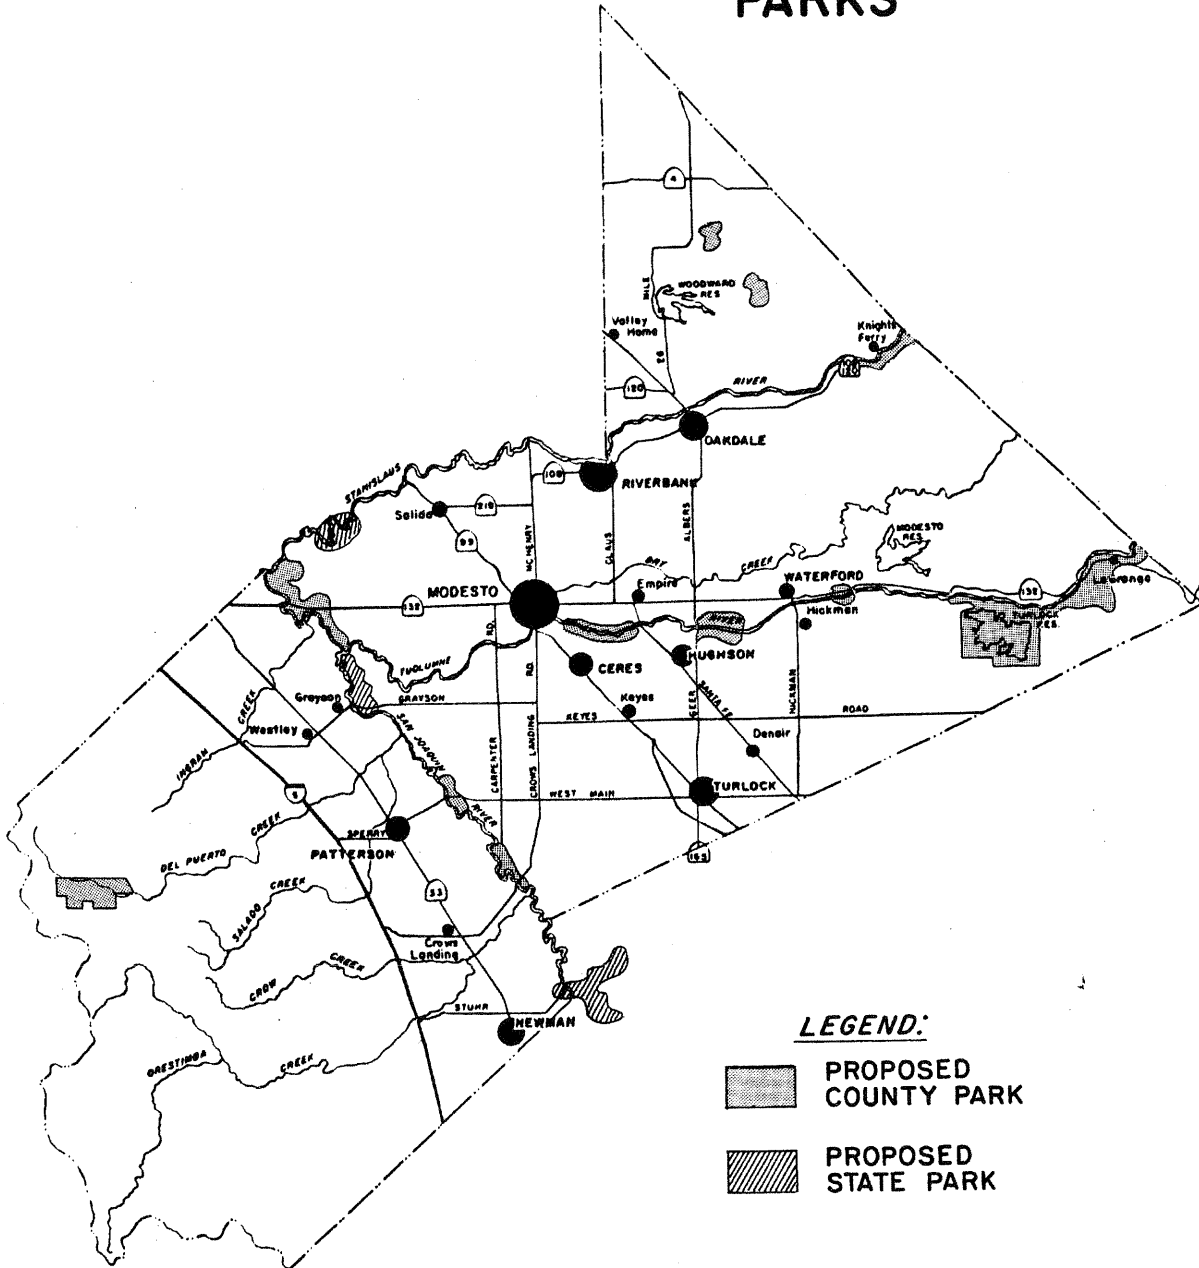 PARKS
4
MILE
WOODWARD
RES
Valley
Home
26
Knights
Ferry
108
120
120
RIVER
OAKDALE
STANISLAUS
108
RIVERBANK
219
Salida
99
MC HENRY
CLAUS
ALBERS
MODESTO
RES
DRY
CREEK
Empire
WATERFORD
MODESTO
132
132
LaGrange
Hickman
RIVER
TURLOCK
RES
RD.
TUOLUMNE
CERES
HUGHSON
RD.
Grayson
GRAYSON
Keyes
GEER
SANTA FE
HICKMAN
CREEK
Westley
KEYES
ROAD
SAN JOAQUIN
Denair
INGRAM
CARPENTER
CROWS LANDING
5
WEST MAIN
TURLOCK
RIVER
CREEK
SPERRY
PATTERSON
DEL PUERTO
165
33
CREEK
SALADO
Crows
Landing
CREEK
CROW
STUHR
NEWMAN
ORESTIMBA
CREEK
LEGEND:
PROPOSED
COUNTY PARK
PROPOSED
STATE PARK